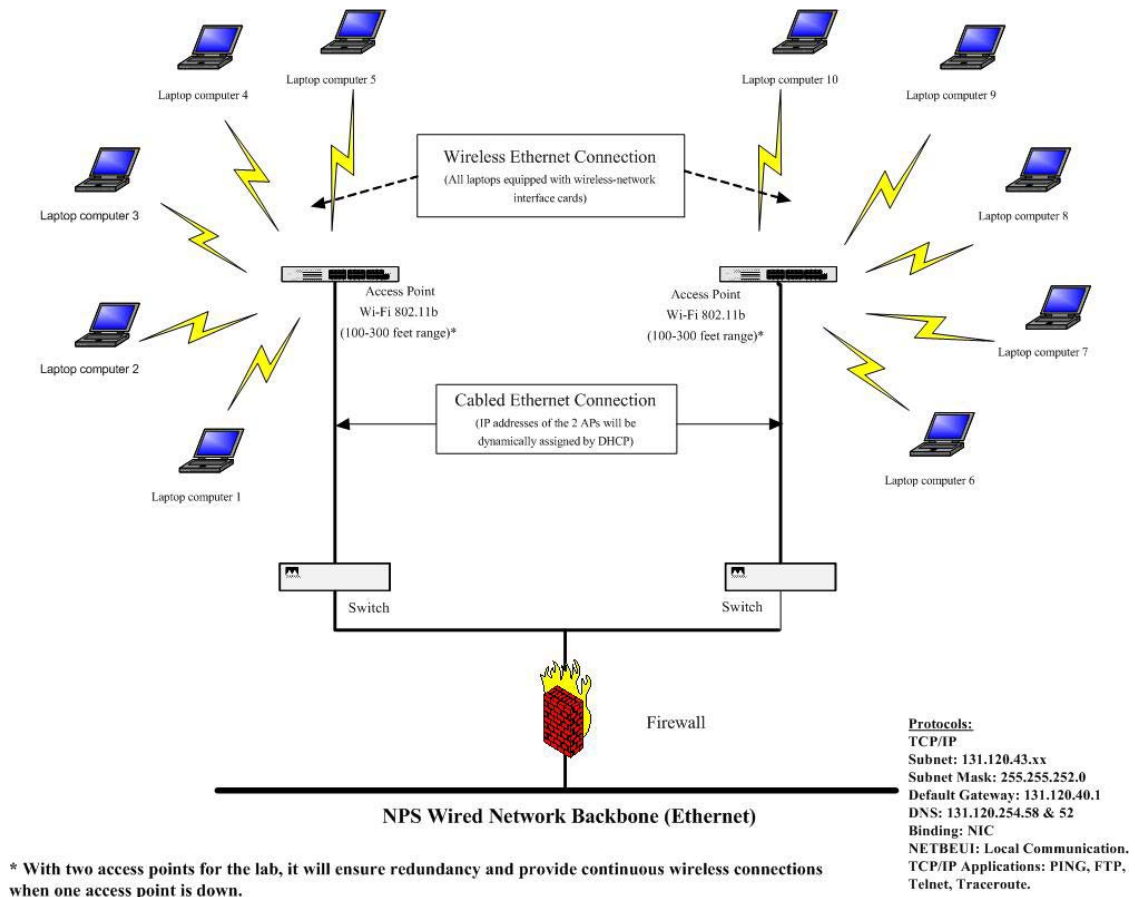 Laptop computer 5
Laptop computer 10
Laptop computer 4
Laptop computer 9
Wireless Ethernet Connection
(All laptops equipped with wireless-network
interface cards)
Laptop computer 3
Laptop computer 8
Access Point
Wi-Fi 802.11b
(100-300 feet range)*
Access Point
Wi-Fi 802.11b
(100-300 feet range)*
Laptop computer 2
Laptop computer 7
Cabled Ethernet Connection
(IP addresses of the 2 APs will be
dynamically assigned by DHCP)
Laptop computer 1
Laptop computer 6
Switch
Switch
Firewall
NPS Wired Network Backbone (Ethernet)
Protocols:
TCP/IP
Subnet: 131.120.43.xx
Subnet Mask: 255.255.252.0
Default Gateway: 131.120.40.1
DNS: 131.120.254.58 & 52
Binding: NIC
NETBEUI: Local Communication.
TCP/IP Applications: PING, FTP,
Telnet, Traceroute.
* With two access points for the lab, it will ensure redundancy and provide continuous wireless connections
when one access point is down.